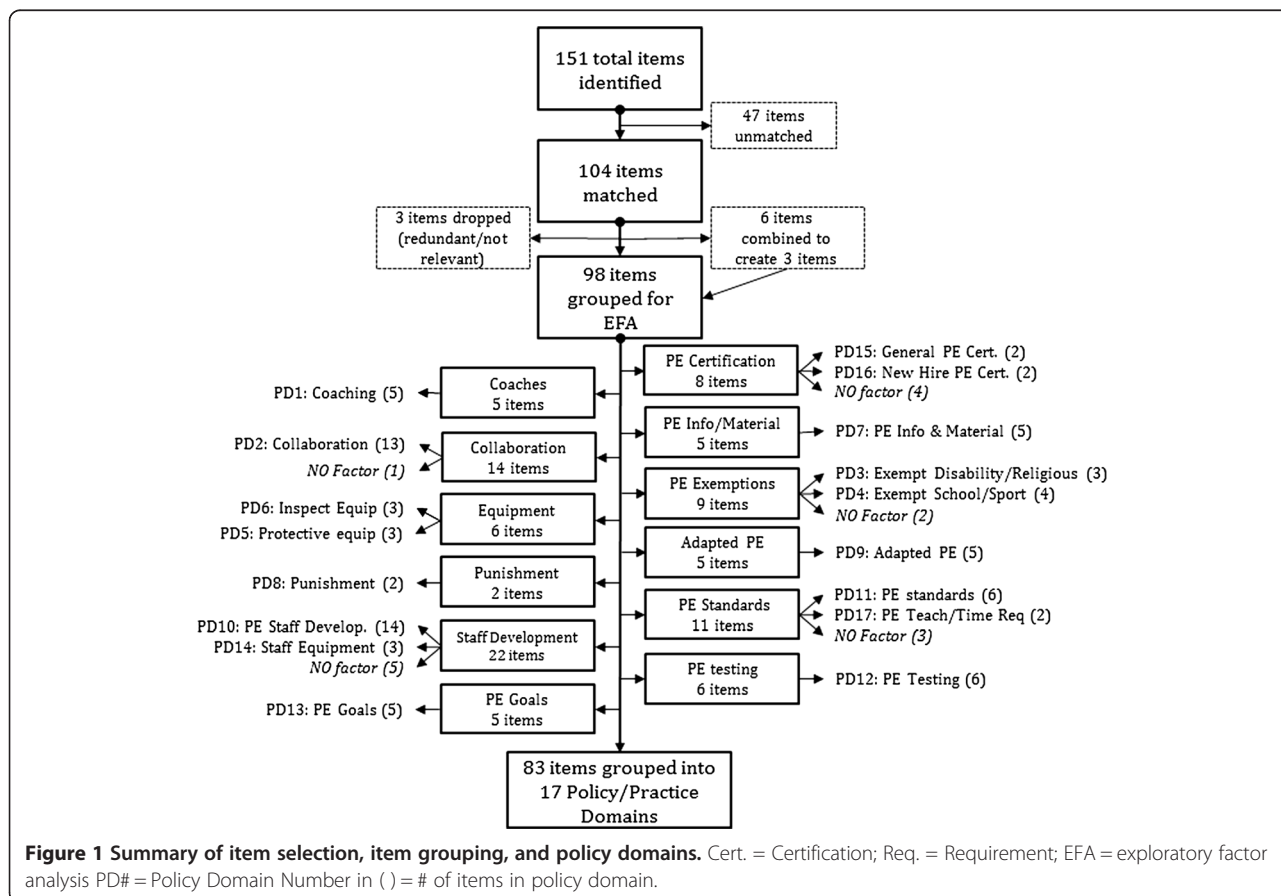 151 total items
identified
47 items
unmatched
104 items
matched
3 items dropped
(redundant/not
relevant)
6 items
combined to
create 3 items
98 items
grouped for
EFA
PD1: Coaching (5)
Coaches
5 items
PD2: Collaboration (13)
NO Factor (1)
Collaboration
14 items
PD6: Inspect Equip (3)
PD5: Protective equip (3)
Equipment
6 items
PD8: Punishment (2)
Punishment
2 items
PD10: PE Staff Develop. (14)
PD14: Staff Equipment (3)
NO factor (5)
Staff Development
22 items
PD13: PE Goals (5)
PE Goals
5 items
PE Certification
8 items
PD15: General PE Cert. (2)
PD16: New Hire PE Cert. (2)
NO factor (4)
PE Info/Material
5 items
PD7: PE Info & Material (5)
PE Exemptions
9 items
PD3: Exempt Disability/Religious (3)
PD4: Exempt School/Sport (4)
NO Factor (2)
Adapted PE
5 items
PD9: Adapted PE (5)
PE Standards
11 items
PD11: PE standards (6)
PD17: PE Teach/Time Req (2)
NO Factor (3)
PE testing
6 items
PD12: PE Testing (6)
83 items grouped into
17 Policy/Practice
Domains
Figure 1 Summary of item selection, item grouping, and policy domains. Cert. = Certification; Req. = Requirement; EFA = exploratory factor
analysis PD# = Policy Domain Number in ( ) = # of items in policy domain.